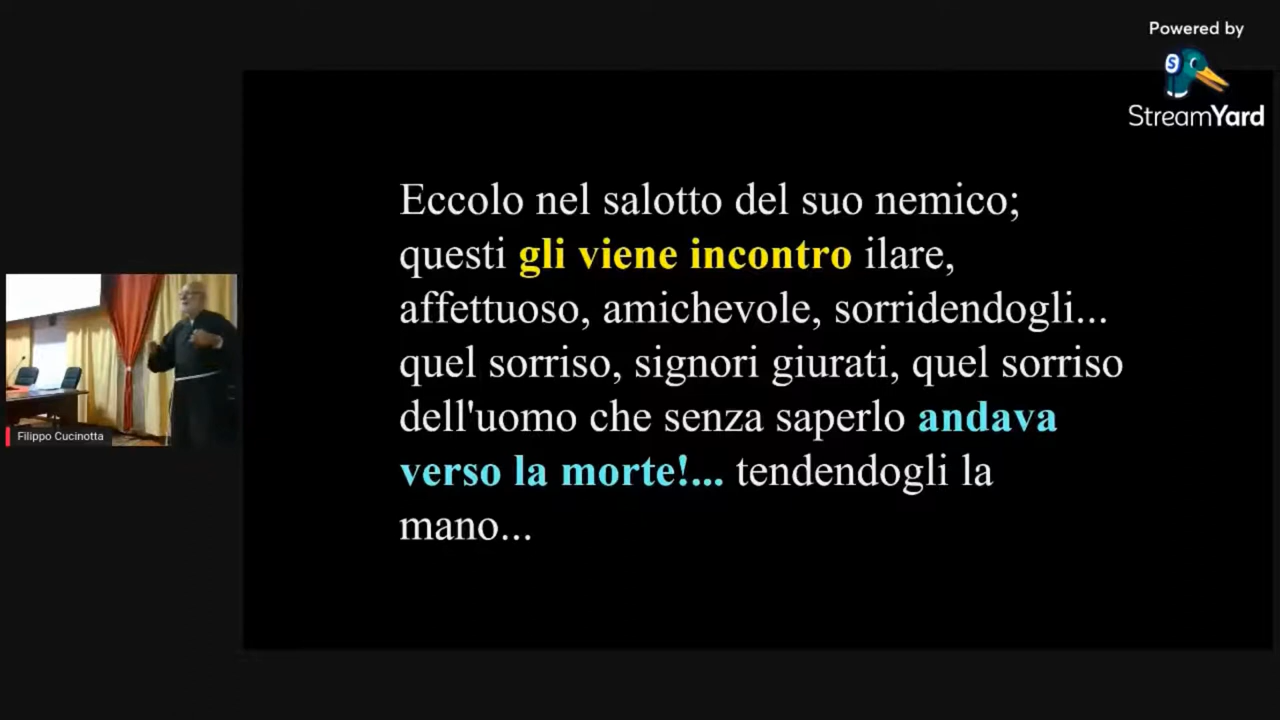 Powered by
StreamYard
Eccolo nel salotto del suo nemico;
questi gli viene incontro ilare,
affettuoso, amichevole, sorridendogli...
quel sorriso, signori giurati, quel sorriso
dell'uomo che senza saperlo andava
verso la morte!... tendendogli la
mano...
Filippo Cucinotta